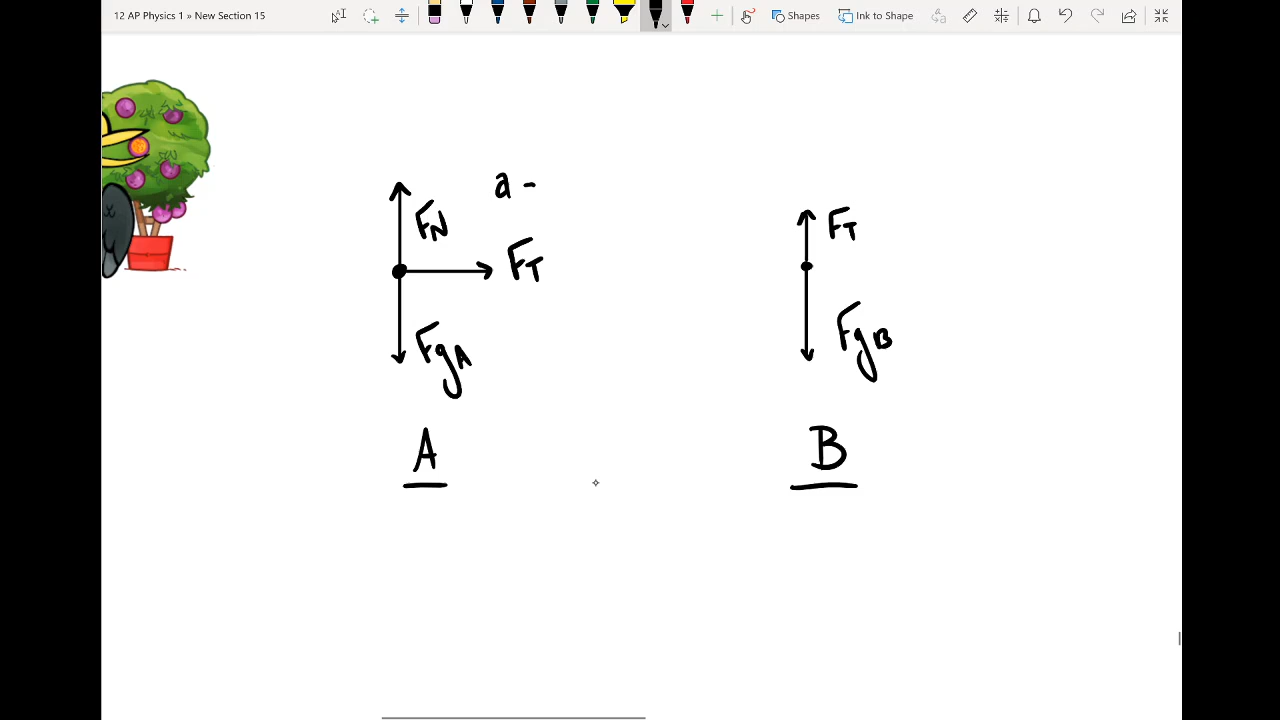 12 AP Physics 1 » New Section 15
Shapes
Ink to Shape
a -
FN
FT
FgA
A
FT
FgB
B